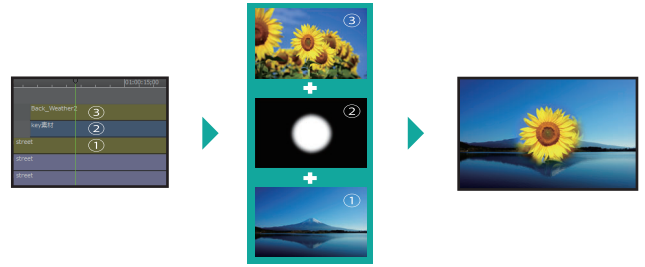 01:00:15;00
Back_Weather2
③
key素材
②
street
①
street
street
③
②
①